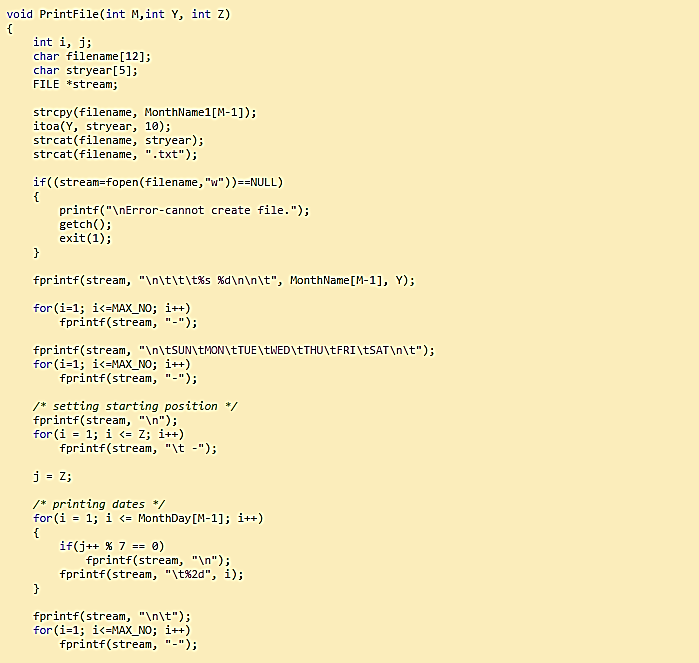 void PrintFile(int M,int Y, int Z)
{
    int i, j;
    char filename[12];
    char stryear[5];
    FILE *stream;

    strcpy(filename, MonthName1[M-1]);
    itoa(Y, stryear, 10);
    strcat(filename, stryear);
    strcat(filename, ".txt");

    if((stream=fopen(filename,"w"))==NULL)
    {
        printf("\nError-cannot create file.");
        getch();
        exit(1);
    }

    fprintf(stream, "\n\t\t\t%s %d\n\n\t", MonthName[M-1], Y);

    for(i=1; i<=MAX_NO; i++)
        fprintf(stream, "-");

    fprintf(stream, "\n\tSUN\tMON\tTUE\tWED\tTHU\tFRI\tSAT\n\t");
    for(i=1; i<=MAX_NO; i++)
        fprintf(stream, "-");

    /* setting starting position */
    fprintf(stream, "\n");
    for(i = 1; i <= Z; i++)
        fprintf(stream, "\t -");

    j = Z;

    /* printing dates */
    for(i = 1; i <= MonthDay[M-1]; i++)
    {
        if(j++ % 7 == 0)
            fprintf(stream, "\n");
        fprintf(stream, "\t%2d", i);
    }

    fprintf(stream, "\n\t");
    for(i=1; i<=MAX_NO; i++)
        fprintf(stream, "-");